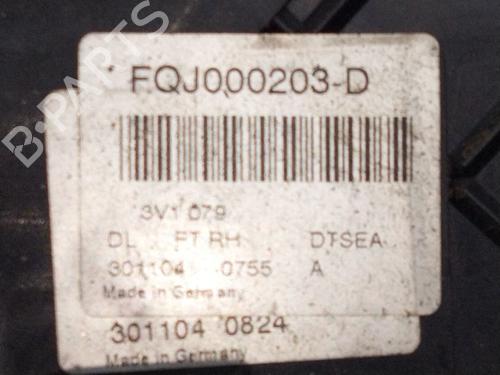 B-PARTS
FQJ000203-D
3V1 079
DL FT RH DTSEA
301104 0755 A
Made in Germany
301104 0824
Made in Germany